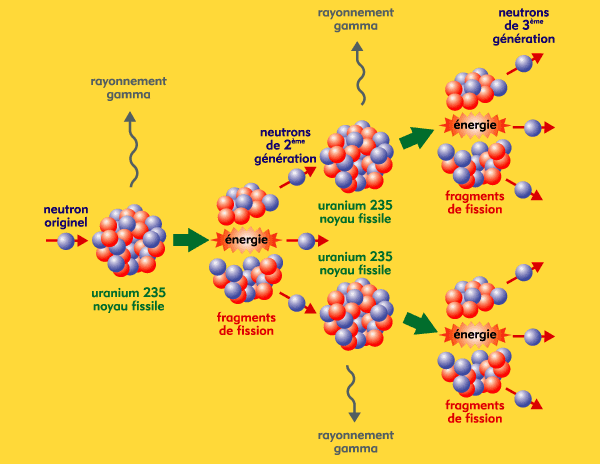 rayonnement
gamma
neutron
originel
uranium 235
noyau fissile
énergie
fragments
de fission
neutrons
de 2ème
génération
rayonnement
gamma
uranium 235
noyau fissile
uranium 235
noyau fissile
rayonnement
gamma
neutrons
de 3ème
génération
énergie
fragments
de fission
énergie
fragments
de fission